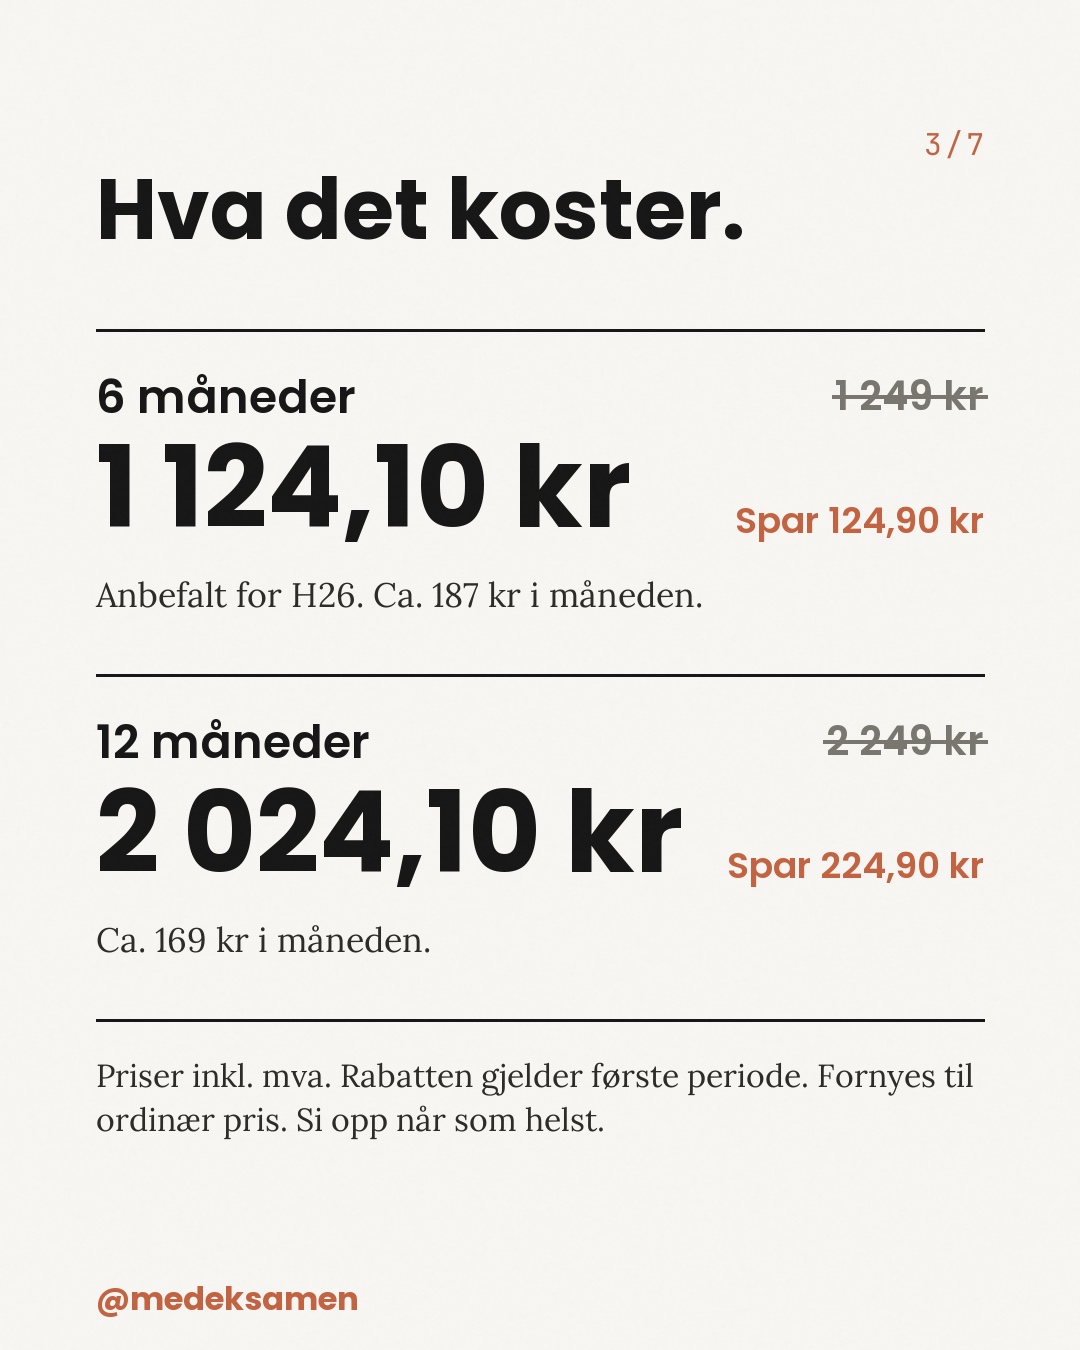 3/7
Hva det koster.
6 måneder
1 249 kr
1 124,10 kr
Spar 124,90 kr
Anbefalt for H26. Ca. 187 kr i måneden.
12 måneder
2 249 kr
2 024,10 kr
Spar 224,90 kr
Ca. 169 kr i måneden.
Priser inkl. mva. Rabatten gjelder første periode. Fornyes til
ordinær pris. Si opp når som helst.
@medeksamen